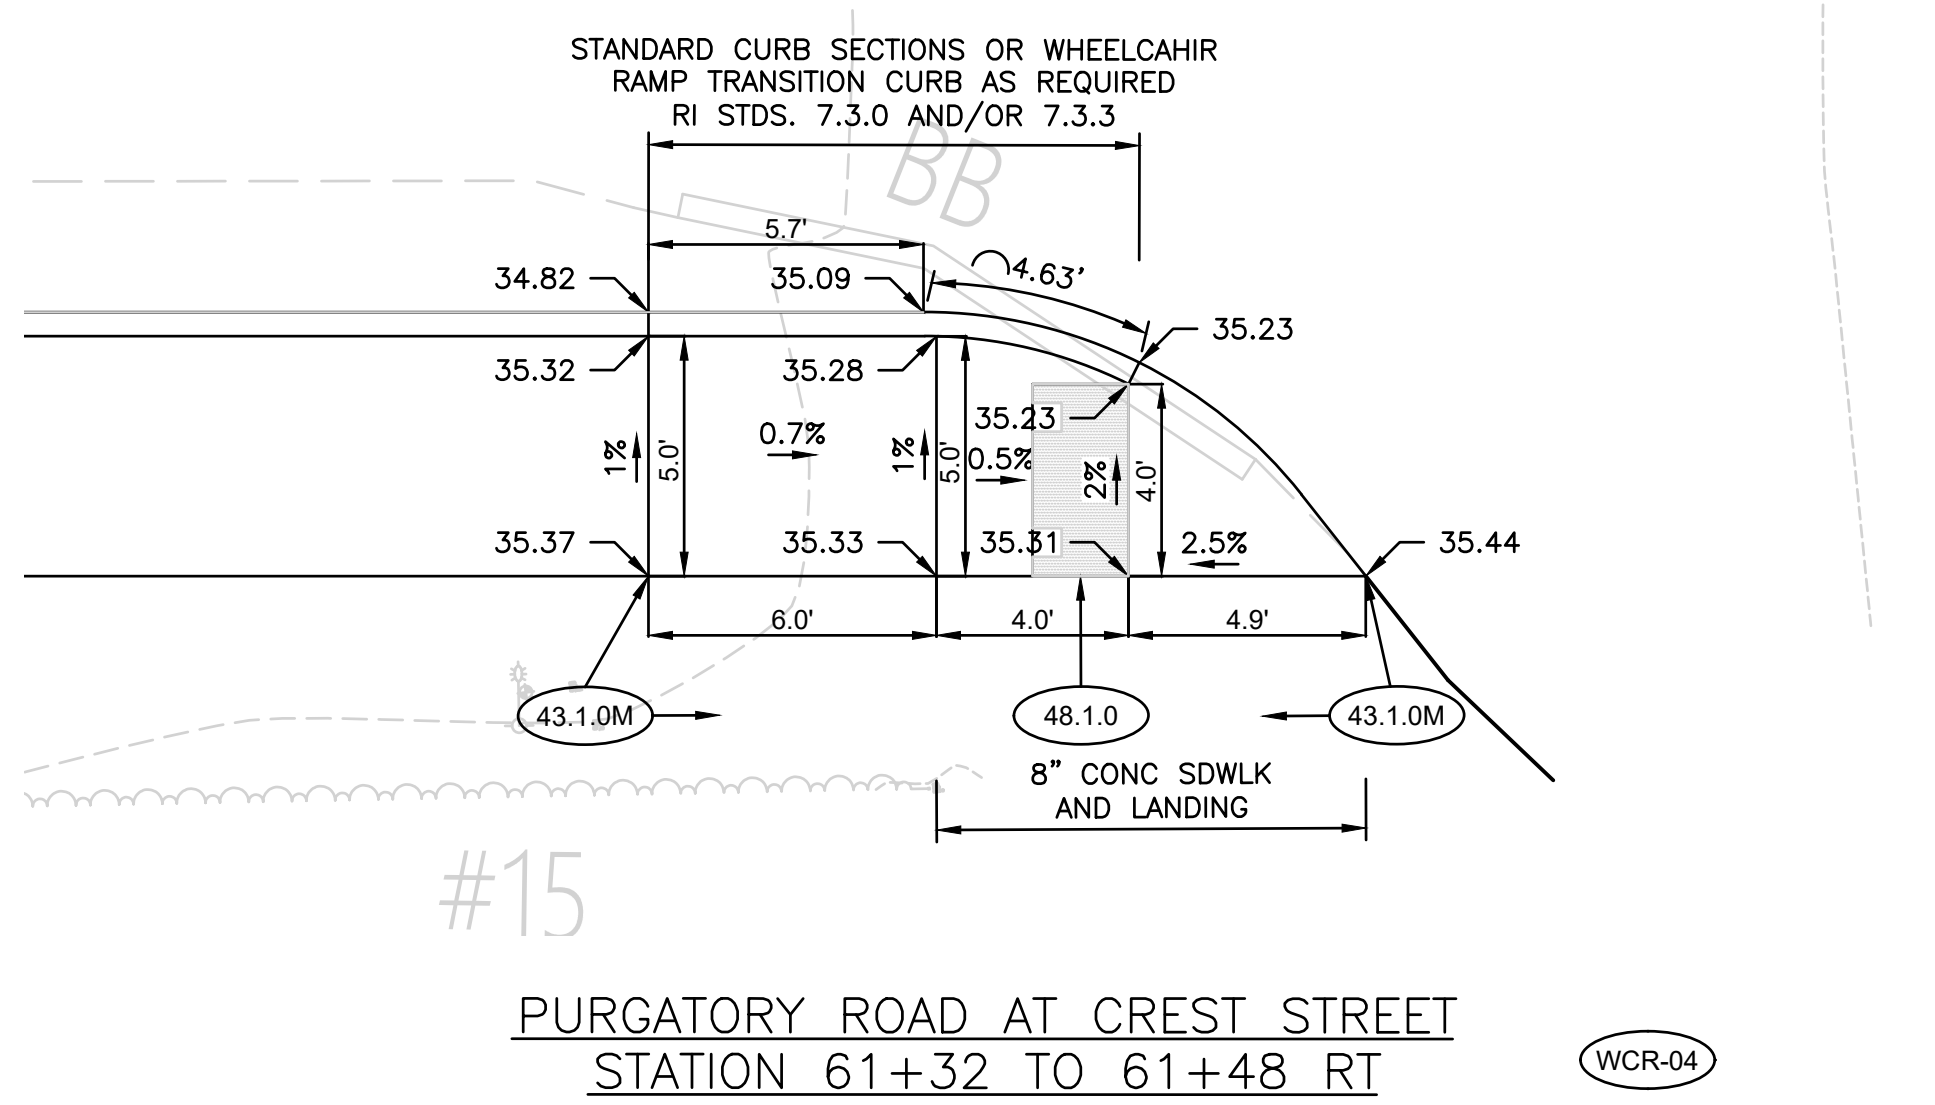 STANDARD CURB SECTIONS OR WHEELCAHIR
RAMP TRANSITION CURB AS REQUIRED
RI STDS. 7.3.0 AND/OR 7.3.3
BB
5.7'
4.63'
34.82
35.09
35.23
35.32
35.28
35.23
0.7%
0.5%
1%
5.0'
1%
5.0'
2%
4.0'
35.37
35.33
35.31
2.5%
35.44
6.0'
4.0'
4.9'
43.1.0M
48.1.0
43.1.0M
8" CONC SDWLK
AND LANDING
#15
PURGATORY ROAD AT CREST STREET
STATION 61+32 TO 61+48 RT
WCR-04